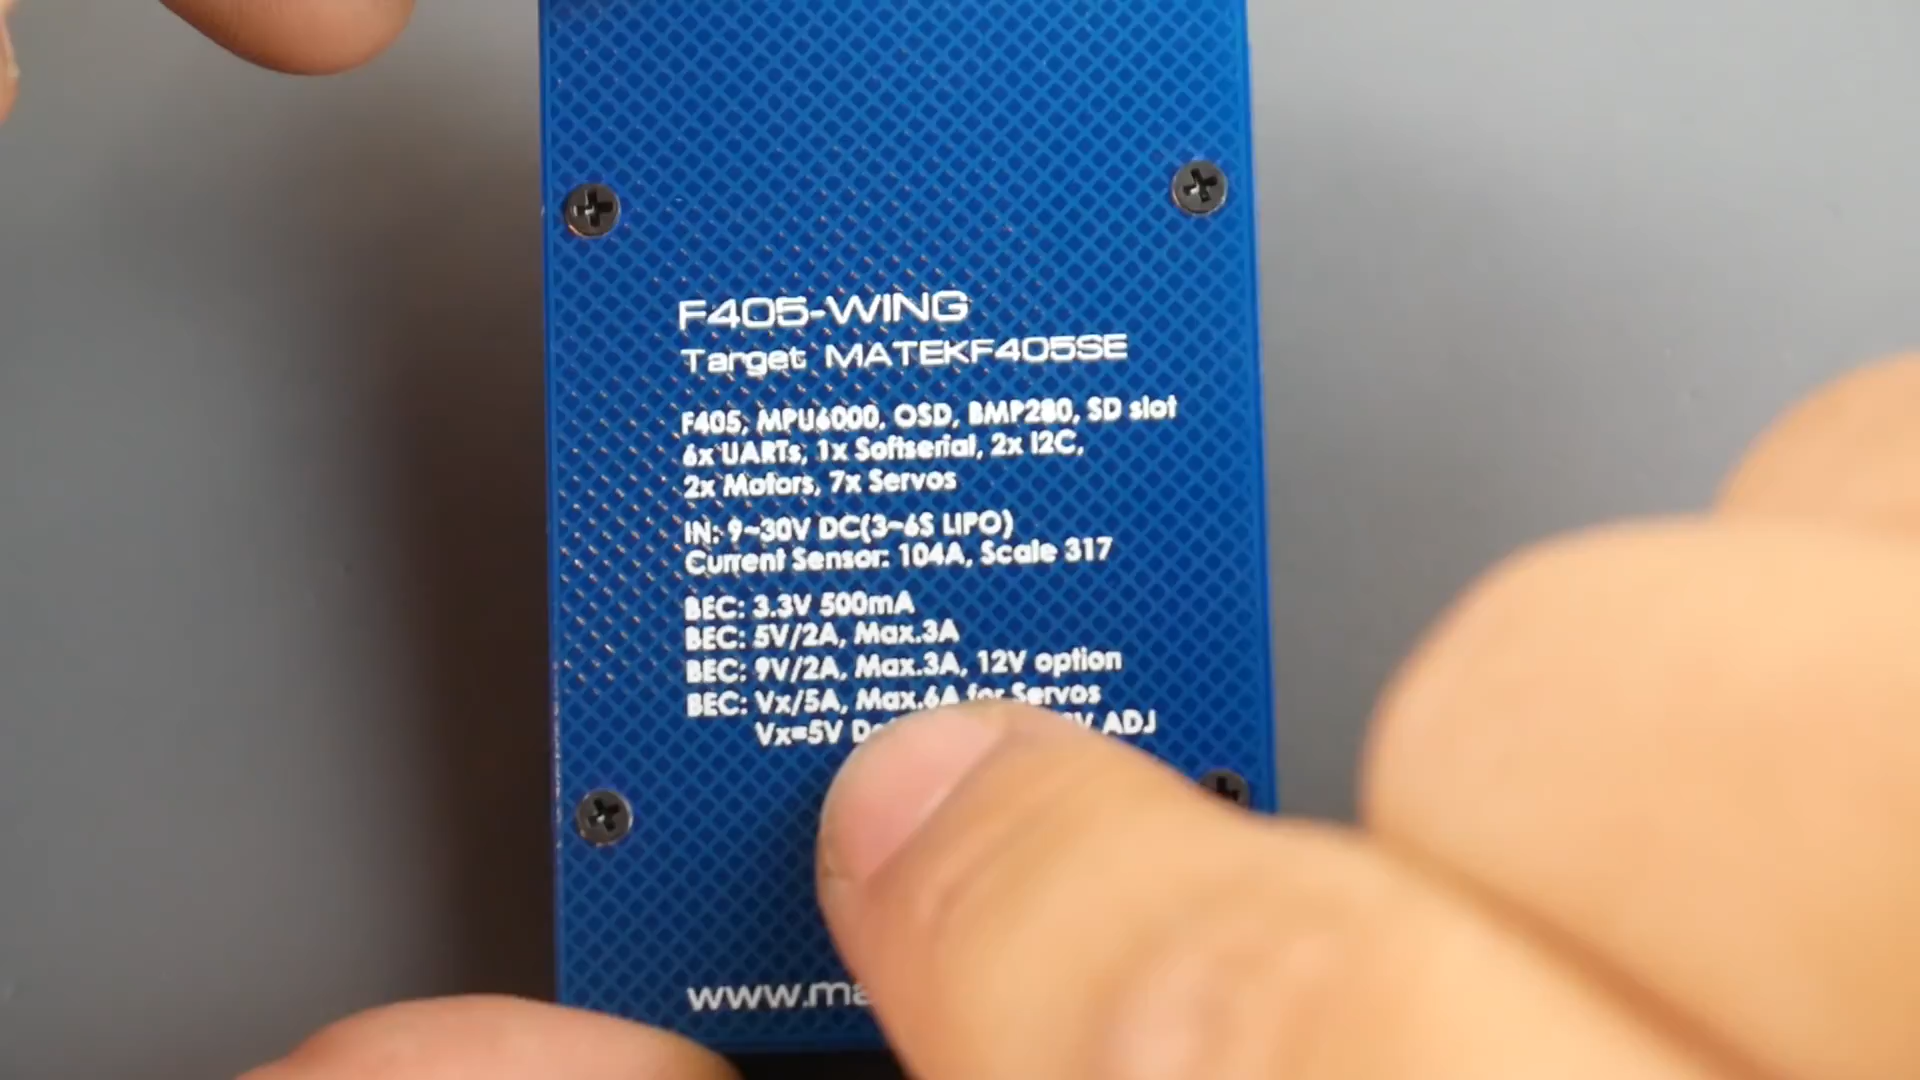 F405-WING
Target MATEKF405SE
F405, MPU6000, OSD, BMP280, SD slot
6x UARTs, 1x Softserial, 2x I2C,
2x Motors, 7x Servos
IN: 9~30V DC(3~6S LIPO)
Current Sensor: 104A, Scale 317
BEC: 3.3V 500mA
BEC: 5V/2A, Max.3A
BEC: 9V/2A, Max.3A, 12V option
BEC: Vx/5A, Max.6A for Servos
Vx=5V ADJ